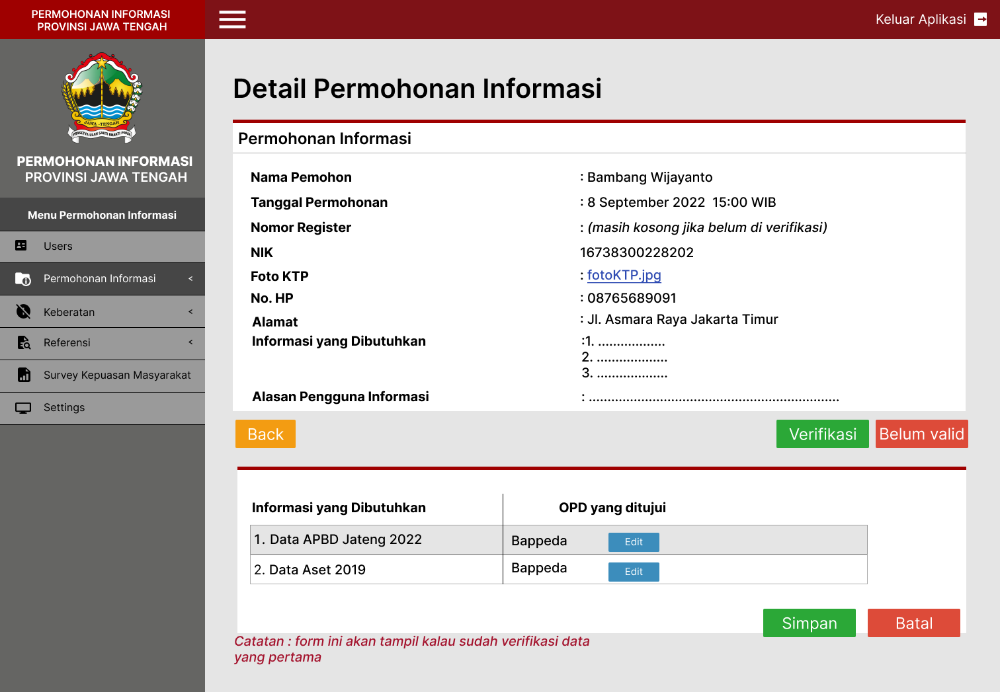 PERMOHONAN INFORMASI
PROVINSI JAWA TENGAH
Keluar Aplikasi
JAWA - TENGAH
PRASETYA ULAH SAKTI BHAKTI PRAJA
PERMOHONAN INFORMASI
PROVINSI JAWA TENGAH
Menu Permohonan Informasi
Users
Permohonan Informasi <
Keberatan <
Referensi <
Survey Kepuasan Masyarakat
Settings
Detail Permohonan Informasi
Permohonan Informasi
Nama Pemohon : Bambang Wijayanto
Tanggal Permohonan : 8 September 2022  15:00 WIB
Nomor Register : (masih kosong jika belum di verifikasi)
NIK 16738300228202
Foto KTP : fotoKTP.jpg
No. HP : 08765689091
Alamat : Jl. Asmara Raya Jakarta Timur
Informasi yang Dibutuhkan :1. ..................
2. ...................
3. ...................
Alasan Pengguna Informasi : ...................................................................
Back Verifikasi Belum valid
Informasi yang Dibutuhkan OPD yang ditujui
1. Data APBD Jateng 2022 Bappeda Edit
2. Data Aset 2019 Bappeda Edit
Simpan Batal
Catatan : form ini akan tampil kalau sudah verifikasi data
yang pertama